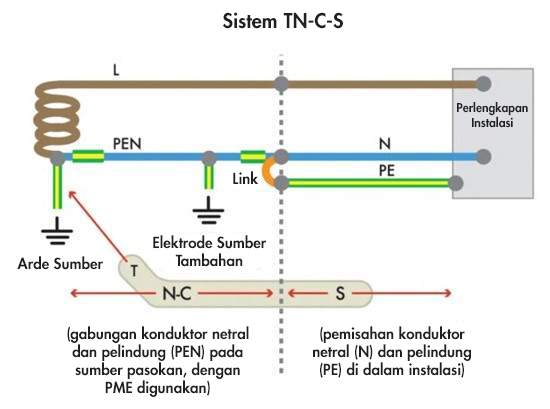 Sistem TN-C-S
L
Perlengkapan
Instalasi
PEN
N
Link
PE
Arde Sumber
Elektrode Sumber
Tambahan
T
N-C
S
(gabungan konduktor netral
dan pelindung (PEN) pada
sumber pasokan, dengan
PME digunakan)
(pemisahan konduktor
netral (N) dan pelindung
(PE) di dalam instalasi)